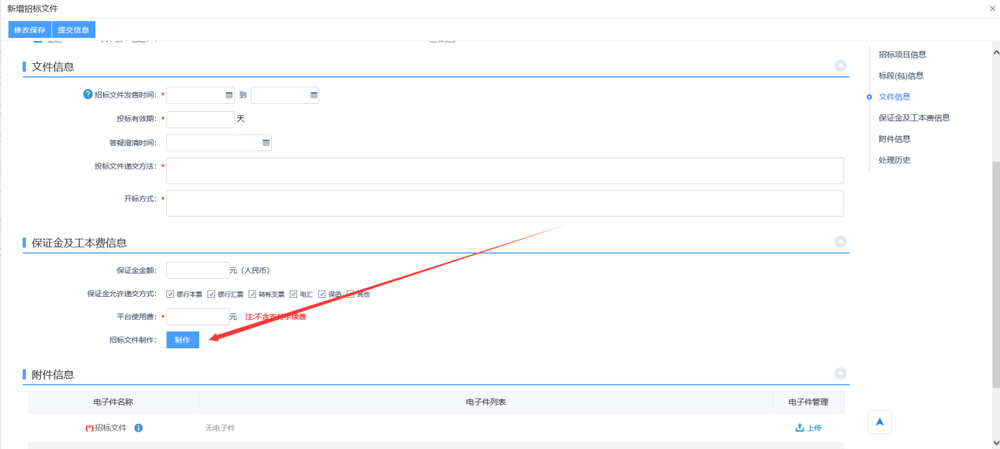 新增招标文件
修改保存 提交信息
文件信息
招标文件发售时间: * 到
投标有效期: * 天
答疑澄清时间:
投标文件递交方法: *
开标方式: *
保证金及工本费信息
保证金金额: 元 (人民币)
保证金允许递交方式: 银行本票 银行汇票 转帐支票 电汇 保函 其他
平台使用费: * 元 注:不含支付手续费
招标文件制作: 制作
附件信息
电子件名称 电子件列表 电子件管理
(*)招标文件 无电子件 上传
招标项目信息
标段(包)信息
文件信息
保证金及工本费信息
附件信息
处理历史